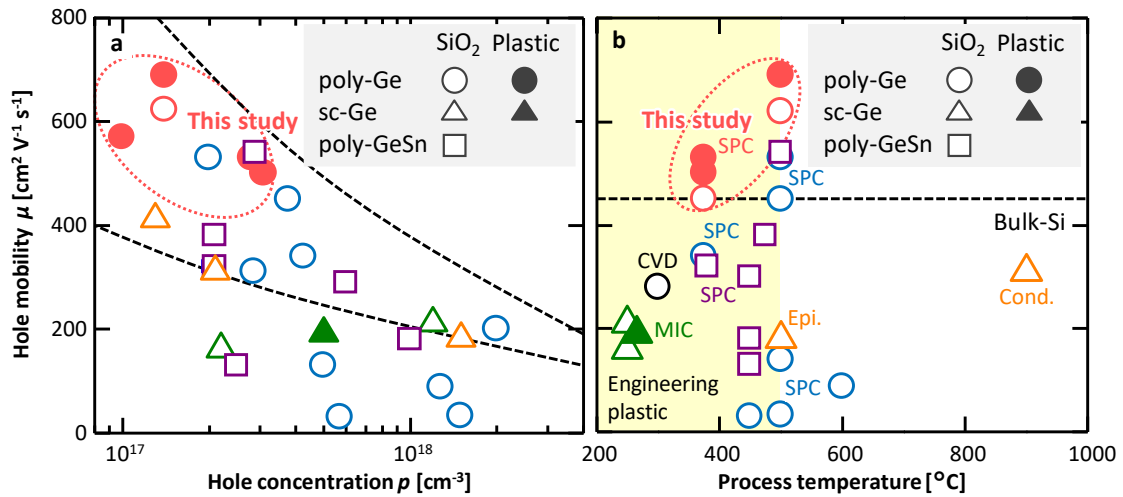 a
SiO2 Plastic
poly-Ge
sc-Ge
poly-GeSn
This study
800
600
400
200
0
10^17
10^18
Hole mobility μ [cm2 V-1 s-1]
Hole concentration p [cm-3]
b
SiO2 Plastic
poly-Ge
sc-Ge
poly-GeSn
This study
SPC
SPC
Bulk-Si
SPC
CVD
SPC
Cond.
MIC
Epi.
Engineering
plastic
SPC
200
400
600
800
1000
Process temperature [°C]